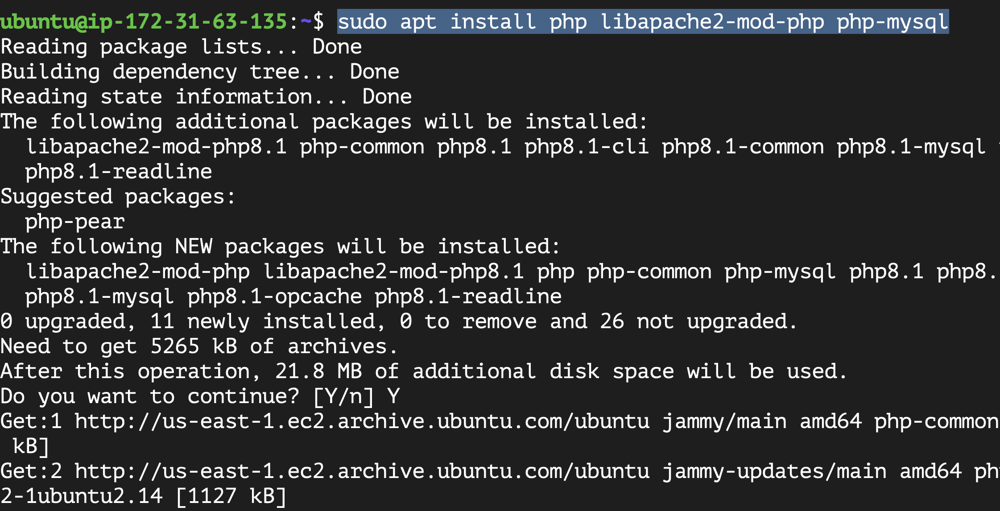 ubuntu@ip-172-31-63-135:~$ sudo apt install php libapache2-mod-php php-mysql
Reading package lists... Done
Building dependency tree... Done
Reading state information... Done
The following additional packages will be installed:
  libapache2-mod-php8.1 php-common php8.1 php8.1-cli php8.1-common php8.1-mysql
  php8.1-readline
Suggested packages:
  php-pear
The following NEW packages will be installed:
  libapache2-mod-php libapache2-mod-php8.1 php php-common php-mysql php8.1 php8.
  php8.1-mysql php8.1-opcache php8.1-readline
0 upgraded, 11 newly installed, 0 to remove and 26 not upgraded.
Need to get 5265 kB of archives.
After this operation, 21.8 MB of additional disk space will be used.
Do you want to continue? [Y/n] Y
Get:1 http://us-east-1.ec2.archive.ubuntu.com/ubuntu jammy/main amd64 php-common
 kB]
Get:2 http://us-east-1.ec2.archive.ubuntu.com/ubuntu jammy-updates/main amd64
2-1ubuntu2.14 [1127 kB]